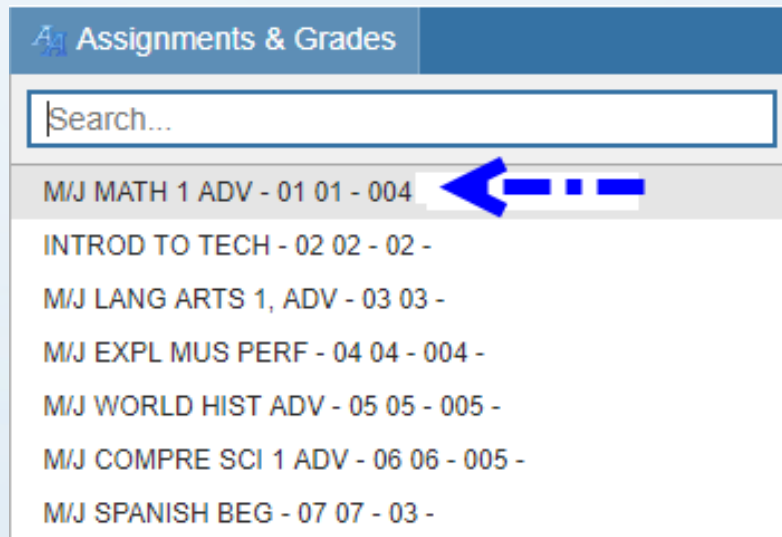 Assignments & Grades
Search...
M/J MATH 1 ADV - 01 01 - 004
INTROD TO TECH - 02 02 - 02 -
M/J LANG ARTS 1, ADV - 03 03 -
M/J EXPL MUS PERF - 04 04 - 004 -
M/J WORLD HIST ADV - 05 05 - 005 -
M/J COMPRE SCI 1 ADV - 06 06 - 005 -
M/J SPANISH BEG - 07 07 - 03 -